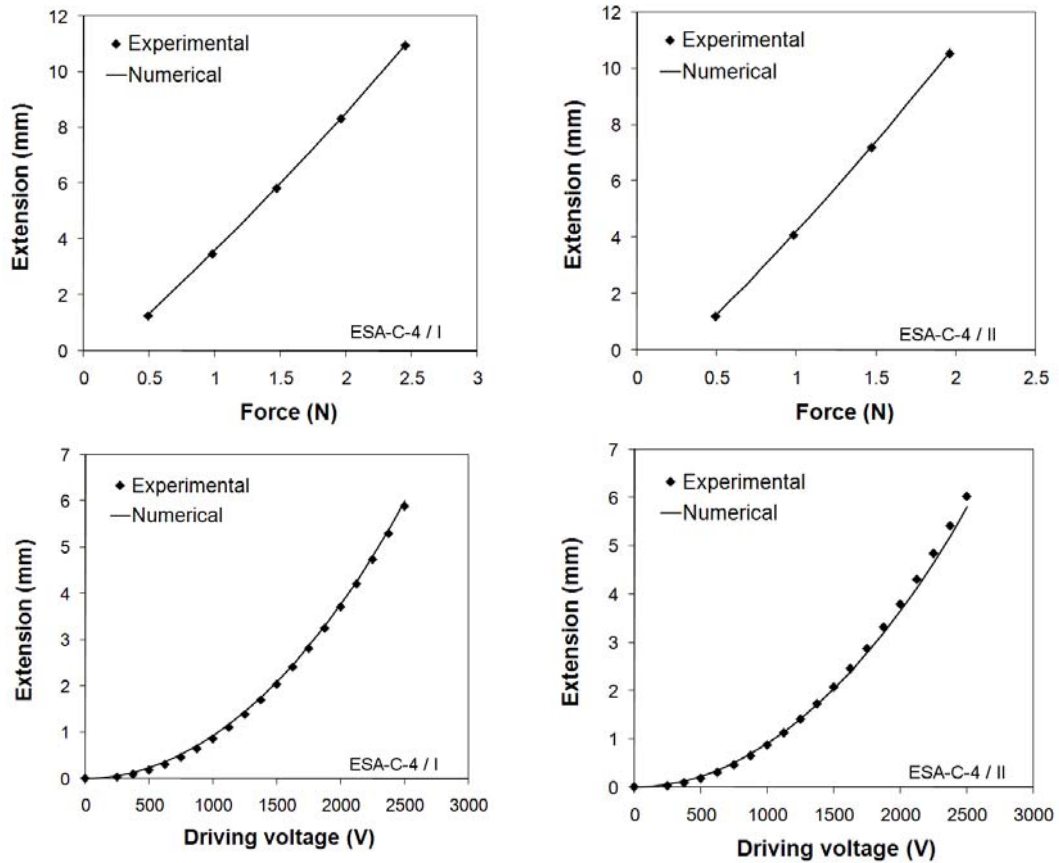 12
10
8
6
4
2
0
Extension (mm)
Experimental
Numerical
ESA-C-4 / I
0 0.5 1 1.5 2 2.5 3
Force (N)
12
10
8
6
4
2
0
Extension (mm)
Experimental
Numerical
ESA-C-4 / II
0 0.5 1 1.5 2 2.5
Force (N)
7
6
5
4
3
2
1
0
Extension (mm)
Experimental
Numerical
ESA-C-4 / I
0 500 1000 1500 2000 2500 3000
Driving voltage (V)
7
6
5
4
3
2
1
0
Extension (mm)
Experimental
Numerical
ESA-C-4 / II
0 500 1000 1500 2000 2500 3000
Driving voltage (V)